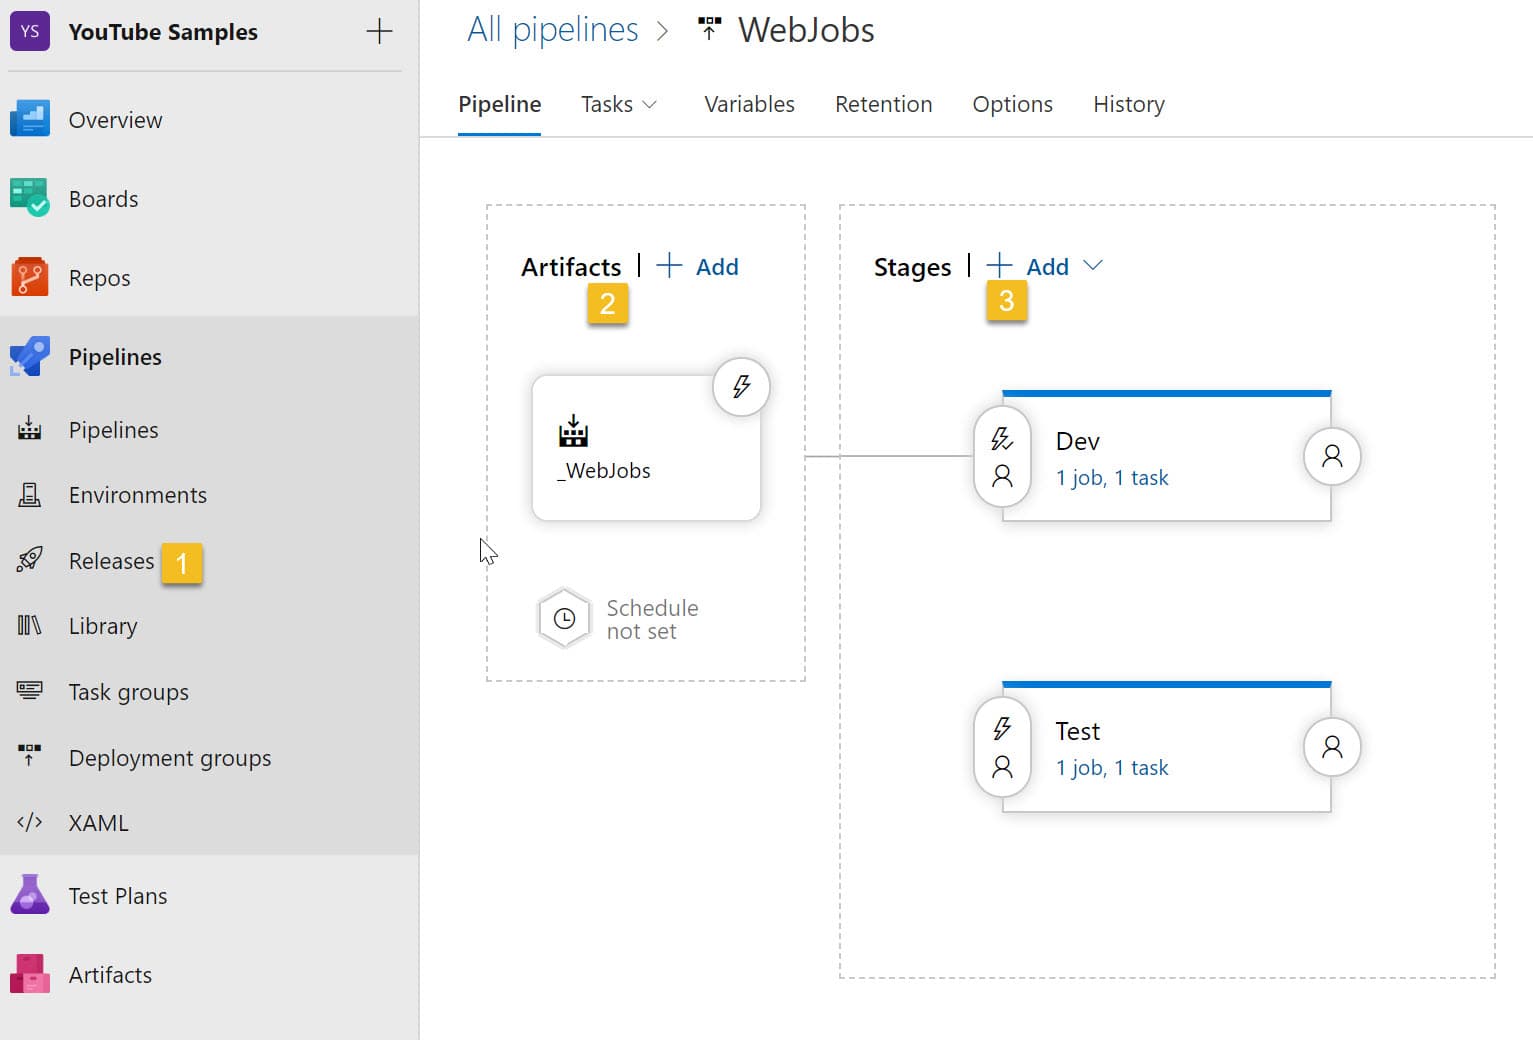 YS YouTube Samples
Overview
Boards
Repos
Pipelines
Pipelines
Environments
Releases 1
Library
Task groups
Deployment groups
</> XAML
Test Plans
Artifacts
All pipelines > WebJobs
Pipeline Tasks Variables Retention Options History
Artifacts | + Add
2
_WebJobs
Schedule
not set
Stages | + Add
3
Dev
1 job, 1 task
Test
1 job, 1 task